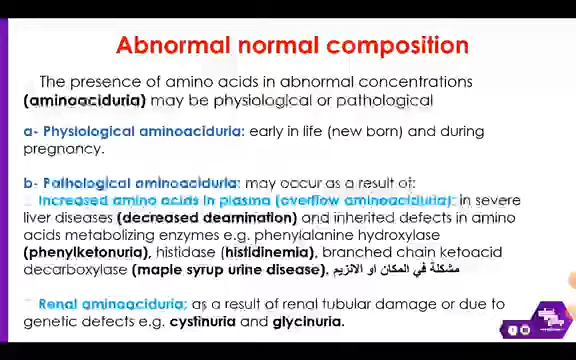 Abnormal normal composition
The presence of amino acids in abnormal concentrations
(aminoaciduria) may be physiological or pathological
a- Physiological aminoaciduria: early in life (new born) and during
pregnancy.
b- Pathological aminoaciduria: may occur as a result of:
Increased amino acids in plasma (overflow aminoaciduria): in severe
liver diseases (decreased deamination) and inherited defects in amino
acids metabolizing enzymes e.g. phenylalanine hydroxylase
(phenylketonuria), histidase (histidinemia), branched chain ketoacid
decarboxylase (maple syrup urine disease). مشكلة في المكان او الانزيم
Renal aminoaciduria: as a result of renal tubular damage or due to
genetic defects e.g. cystinuria and glycinuria.